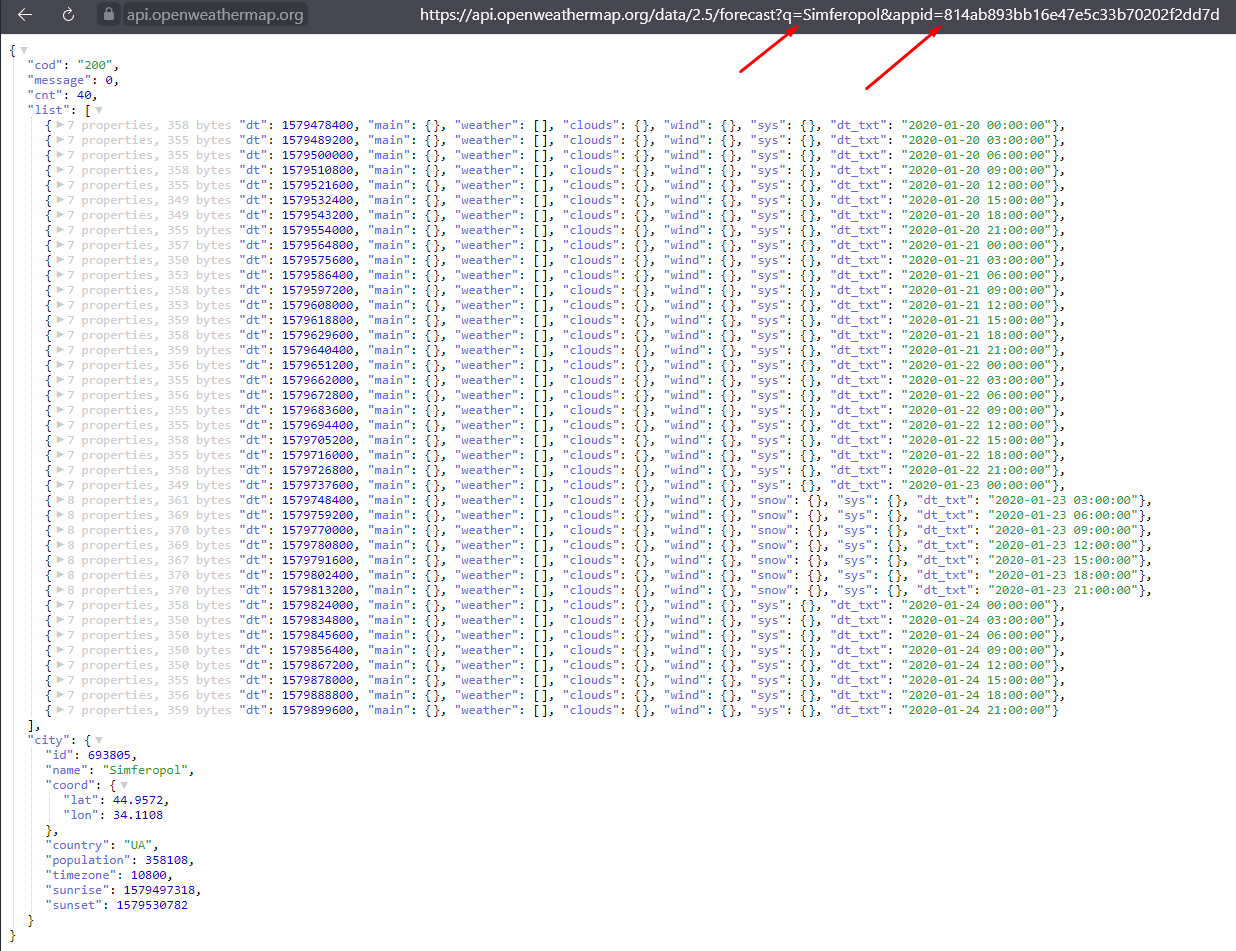 api.openweathermap.org https://api.openweathermap.org/data/2.5/forecast?q=Simferopol&appid=814ab893bb16e47e5c33b70202f2dd7d
{
"cod": "200",
"message": 0,
"cnt": 40,
"list": [
{ 7 properties, 358 bytes "dt": 1579478400, "main": {}, "weather": [], "clouds": {}, "wind": {}, "sys": {}, "dt_txt": "2020-01-20 00:00:00"},
{ 7 properties, 355 bytes "dt": 1579489200, "main": {}, "weather": [], "clouds": {}, "wind": {}, "sys": {}, "dt_txt": "2020-01-20 03:00:00"},
{ 7 properties, 355 bytes "dt": 1579500000, "main": {}, "weather": [], "clouds": {}, "wind": {}, "sys": {}, "dt_txt": "2020-01-20 06:00:00"},
{ 7 properties, 358 bytes "dt": 1579510800, "main": {}, "weather": [], "clouds": {}, "wind": {}, "sys": {}, "dt_txt": "2020-01-20 09:00:00"},
{ 7 properties, 355 bytes "dt": 1579521600, "main": {}, "weather": [], "clouds": {}, "wind": {}, "sys": {}, "dt_txt": "2020-01-20 12:00:00"},
{ 7 properties, 349 bytes "dt": 1579532400, "main": {}, "weather": [], "clouds": {}, "wind": {}, "sys": {}, "dt_txt": "2020-01-20 15:00:00"},
{ 7 properties, 349 bytes "dt": 1579543200, "main": {}, "weather": [], "clouds": {}, "wind": {}, "sys": {}, "dt_txt": "2020-01-20 18:00:00"},
{ 7 properties, 355 bytes "dt": 1579554000, "main": {}, "weather": [], "clouds": {}, "wind": {}, "sys": {}, "dt_txt": "2020-01-20 21:00:00"},
{ 7 properties, 357 bytes "dt": 1579564800, "main": {}, "weather": [], "clouds": {}, "wind": {}, "sys": {}, "dt_txt": "2020-01-21 00:00:00"},
{ 7 properties, 350 bytes "dt": 1579575600, "main": {}, "weather": [], "clouds": {}, "wind": {}, "sys": {}, "dt_txt": "2020-01-21 03:00:00"},
{ 7 properties, 353 bytes "dt": 1579586400, "main": {}, "weather": [], "clouds": {}, "wind": {}, "sys": {}, "dt_txt": "2020-01-21 06:00:00"},
{ 7 properties, 358 bytes "dt": 1579597200, "main": {}, "weather": [], "clouds": {}, "wind": {}, "sys": {}, "dt_txt": "2020-01-21 09:00:00"},
{ 7 properties, 353 bytes "dt": 1579608000, "main": {}, "weather": [], "clouds": {}, "wind": {}, "sys": {}, "dt_txt": "2020-01-21 12:00:00"},
{ 7 properties, 359 bytes "dt": 1579618800, "main": {}, "weather": [], "clouds": {}, "wind": {}, "sys": {}, "dt_txt": "2020-01-21 15:00:00"},
{ 7 properties, 358 bytes "dt": 1579629600, "main": {}, "weather": [], "clouds": {}, "wind": {}, "sys": {}, "dt_txt": "2020-01-21 18:00:00"},
{ 7 properties, 359 bytes "dt": 1579640400, "main": {}, "weather": [], "clouds": {}, "wind": {}, "sys": {}, "dt_txt": "2020-01-21 21:00:00"},
{ 7 properties, 356 bytes "dt": 1579651200, "main": {}, "weather": [], "clouds": {}, "wind": {}, "sys": {}, "dt_txt": "2020-01-22 00:00:00"},
{ 7 properties, 355 bytes "dt": 1579662000, "main": {}, "weather": [], "clouds": {}, "wind": {}, "sys": {}, "dt_txt": "2020-01-22 03:00:00"},
{ 7 properties, 356 bytes "dt": 1579672800, "main": {}, "weather": [], "clouds": {}, "wind": {}, "sys": {}, "dt_txt": "2020-01-22 06:00:00"},
{ 7 properties, 355 bytes "dt": 1579683600, "main": {}, "weather": [], "clouds": {}, "wind": {}, "sys": {}, "dt_txt": "2020-01-22 09:00:00"},
{ 7 properties, 355 bytes "dt": 1579694400, "main": {}, "weather": [], "clouds": {}, "wind": {}, "sys": {}, "dt_txt": "2020-01-22 12:00:00"},
{ 7 properties, 358 bytes "dt": 1579705200, "main": {}, "weather": [], "clouds": {}, "wind": {}, "sys": {}, "dt_txt": "2020-01-22 15:00:00"},
{ 7 properties, 355 bytes "dt": 1579716000, "main": {}, "weather": [], "clouds": {}, "wind": {}, "sys": {}, "dt_txt": "2020-01-22 18:00:00"},
{ 7 properties, 358 bytes "dt": 1579726800, "main": {}, "weather": [], "clouds": {}, "wind": {}, "sys": {}, "dt_txt": "2020-01-22 21:00:00"},
{ 7 properties, 349 bytes "dt": 1579737600, "main": {}, "weather": [], "clouds": {}, "wind": {}, "sys": {}, "dt_txt": "2020-01-23 00:00:00"},
{ 8 properties, 361 bytes "dt": 1579748400, "main": {}, "weather": [], "clouds": {}, "wind": {}, "snow": {}, "sys": {}, "dt_txt": "2020-01-23 03:00:00"},
{ 8 properties, 369 bytes "dt": 1579759200, "main": {}, "weather": [], "clouds": {}, "wind": {}, "snow": {}, "sys": {}, "dt_txt": "2020-01-23 06:00:00"},
{ 8 properties, 370 bytes "dt": 1579770000, "main": {}, "weather": [], "clouds": {}, "wind": {}, "snow": {}, "sys": {}, "dt_txt": "2020-01-23 09:00:00"},
{ 8 properties, 369 bytes "dt": 1579780800, "main": {}, "weather": [], "clouds": {}, "wind": {}, "snow": {}, "sys": {}, "dt_txt": "2020-01-23 12:00:00"},
{ 8 properties, 367 bytes "dt": 1579791600, "main": {}, "weather": [], "clouds": {}, "wind": {}, "snow": {}, "sys": {}, "dt_txt": "2020-01-23 15:00:00"},
{ 8 properties, 370 bytes "dt": 1579802400, "main": {}, "weather": [], "clouds": {}, "wind": {}, "snow": {}, "sys": {}, "dt_txt": "2020-01-23 18:00:00"},
{ 8 properties, 370 bytes "dt": 1579813200, "main": {}, "weather": [], "clouds": {}, "wind": {}, "snow": {}, "sys": {}, "dt_txt": "2020-01-23 21:00:00"},
{ 7 properties, 358 bytes "dt": 1579824000, "main": {}, "weather": [], "clouds": {}, "wind": {}, "sys": {}, "dt_txt": "2020-01-24 00:00:00"},
{ 7 properties, 350 bytes "dt": 1579834800, "main": {}, "weather": [], "clouds": {}, "wind": {}, "sys": {}, "dt_txt": "2020-01-24 03:00:00"},
{ 7 properties, 350 bytes "dt": 1579845600, "main": {}, "weather": [], "clouds": {}, "wind": {}, "sys": {}, "dt_txt": "2020-01-24 06:00:00"},
{ 7 properties, 350 bytes "dt": 1579856400, "main": {}, "weather": [], "clouds": {}, "wind": {}, "sys": {}, "dt_txt": "2020-01-24 09:00:00"},
{ 7 properties, 350 bytes "dt": 1579867200, "main": {}, "weather": [], "clouds": {}, "wind": {}, "sys": {}, "dt_txt": "2020-01-24 12:00:00"},
{ 7 properties, 355 bytes "dt": 1579878000, "main": {}, "weather": [], "clouds": {}, "wind": {}, "sys": {}, "dt_txt": "2020-01-24 15:00:00"},
{ 7 properties, 356 bytes "dt": 1579888800, "main": {}, "weather": [], "clouds": {}, "wind": {}, "sys": {}, "dt_txt": "2020-01-24 18:00:00"},
{ 7 properties, 359 bytes "dt": 1579899600, "main": {}, "weather": [], "clouds": {}, "wind": {}, "sys": {}, "dt_txt": "2020-01-24 21:00:00"}
],
"city": {
"id": 693805,
"name": "Simferopol",
"coord": {
"lat": 44.9572,
"lon": 34.1108
},
"country": "UA",
"population": 358108,
"timezone": 10800,
"sunrise": 1579497318,
"sunset": 1579530782
}
}